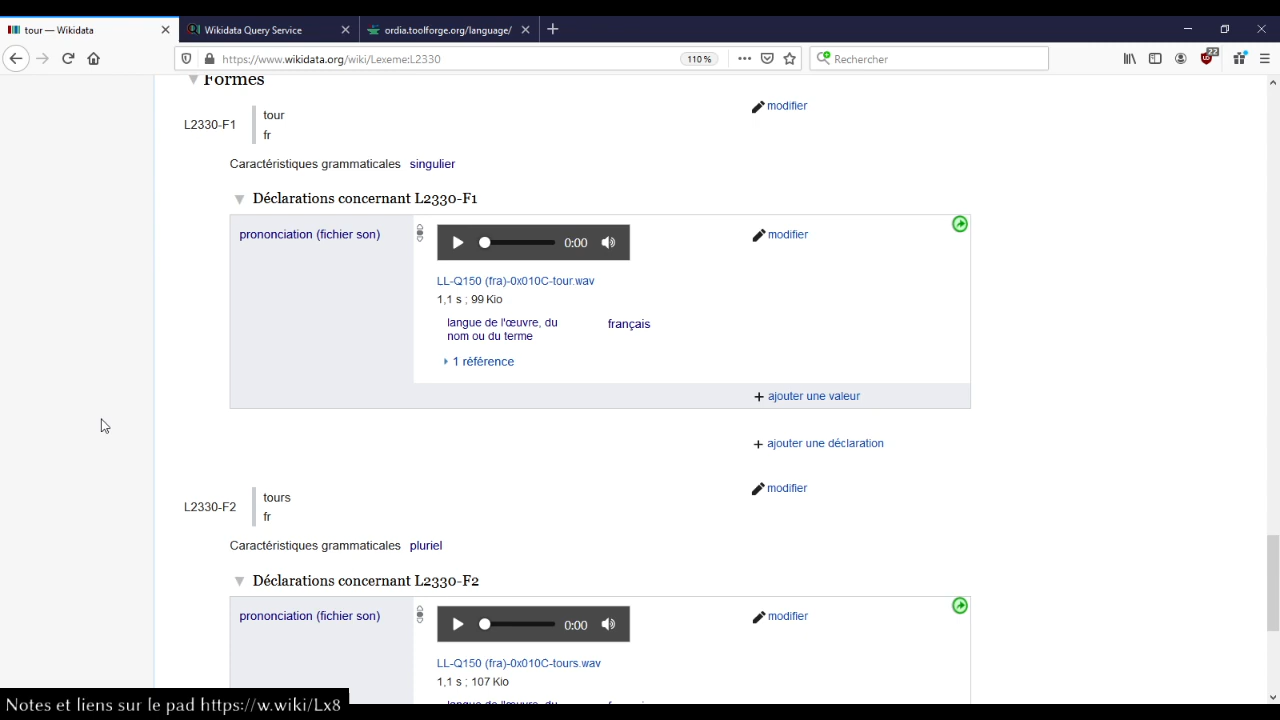 tour — Wikidata
Wikidata Query Service
ordia.toolforge.org/language/
https://www.wikidata.org/wiki/Lexeme:L2330
110 %
Rechercher
22
Formes
L2330-F1
tour
fr
modifier
Caractéristiques grammaticales singulier
Déclarations concernant L2330-F1
prononciation (fichier son)
0:00
modifier
LL-Q150 (fra)-0x010C-tour.wav
1,1 s ; 99 Kio
langue de l'œuvre, du
nom ou du terme
français
1 référence
ajouter une valeur
ajouter une déclaration
L2330-F2
tours
fr
modifier
Caractéristiques grammaticales pluriel
Déclarations concernant L2330-F2
prononciation (fichier son)
0:00
modifier
LL-Q150 (fra)-0x010C-tours.wav
1,1 s ; 107 Kio
Notes et liens sur le pad https://w.wiki/Lx8